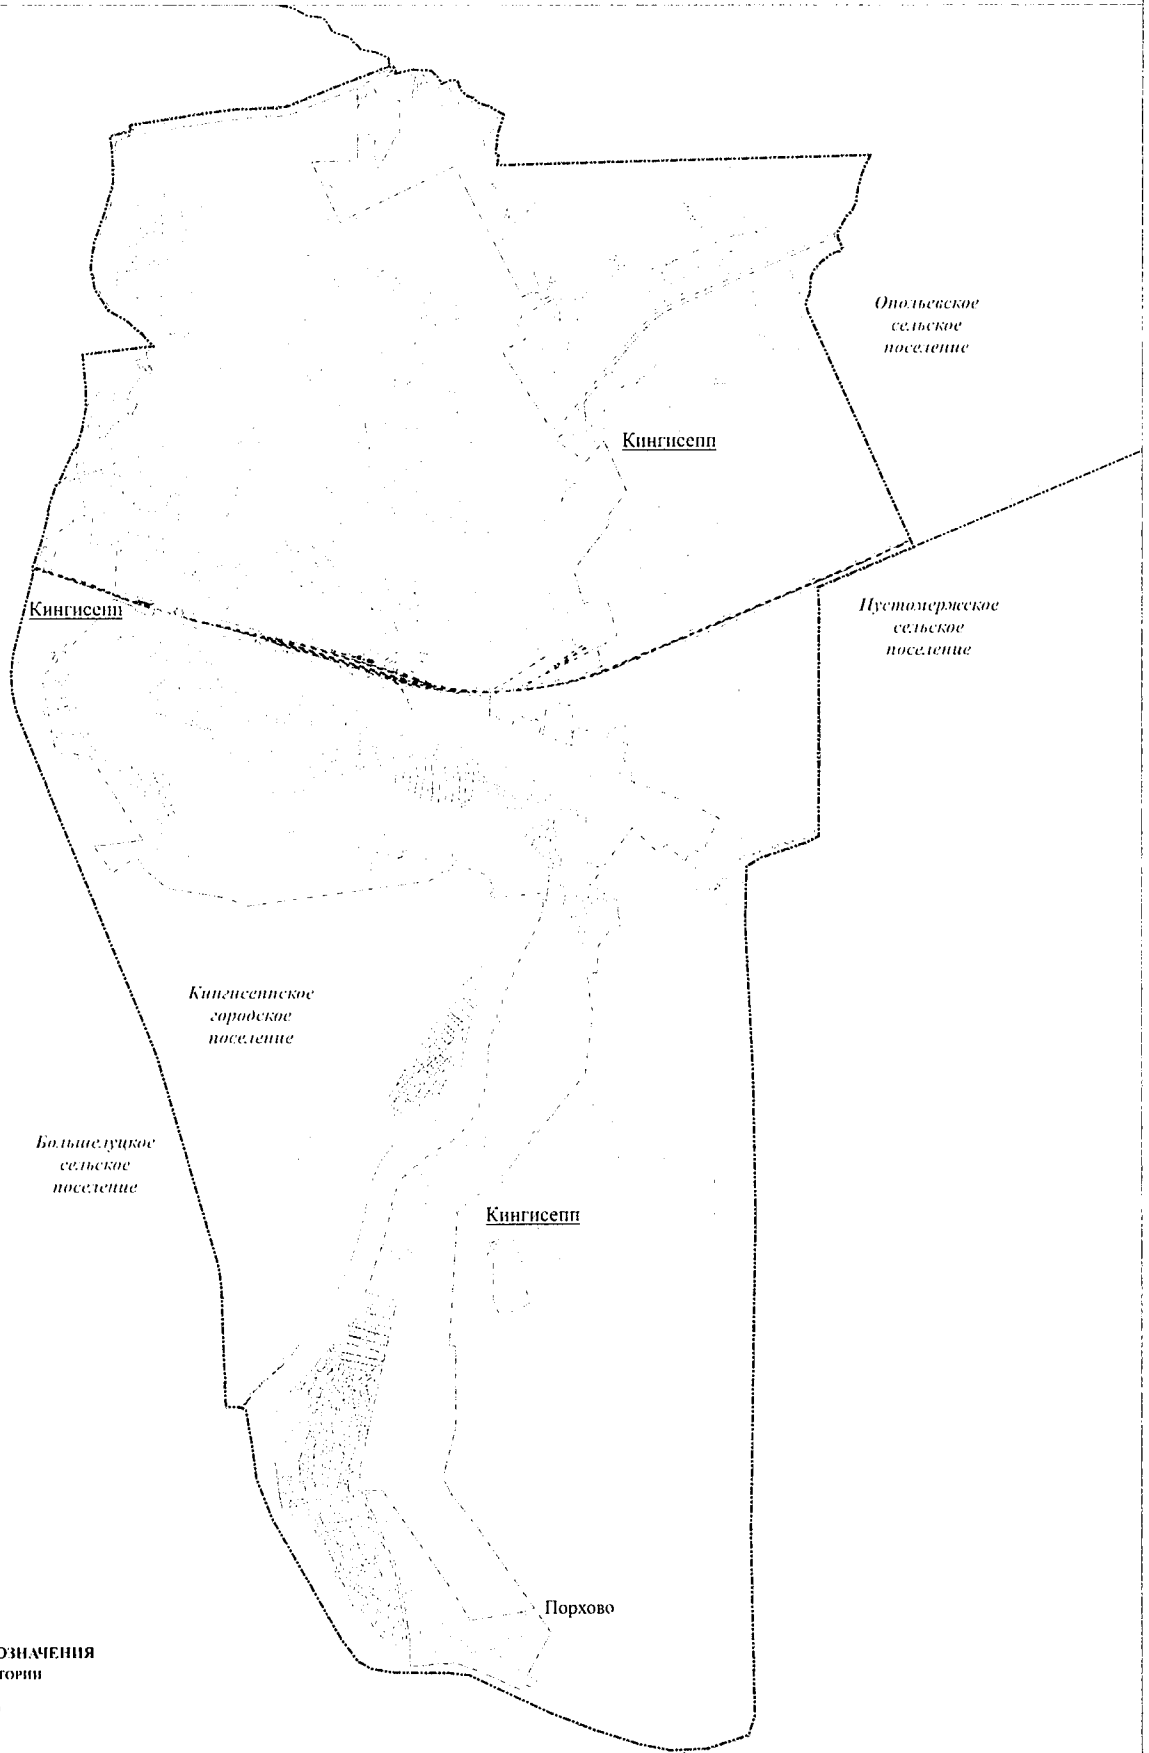 Опольевское
сельское
поселение
Кингисепп
Кингисепп
Пустомержское
сельское
поселение
Кингисеппское
городское
поселение
Большелуцкое
сельское
поселение
Кингисепп
Порхово
ОЗНАЧЕНИЯ
ТОРИИ